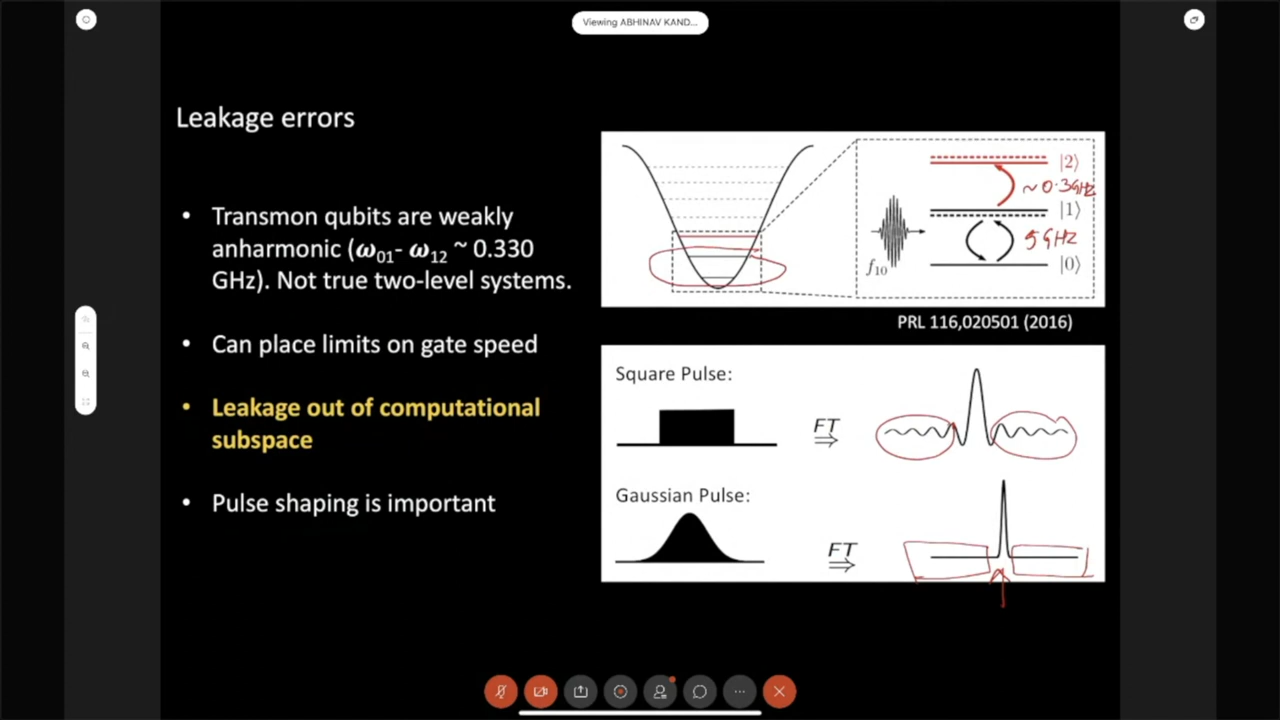 Viewing ABHINAV KAND...
Leakage errors
• Transmon qubits are weakly
anharmonic (ω01- ω12 ~ 0.330
GHz). Not true two-level systems.
• Can place limits on gate speed
• Leakage out of computational
subspace
• Pulse shaping is important
|2⟩
~0.3GHz
|1⟩
5 GHz
f10
|0⟩
PRL 116,020501 (2016)
Square Pulse:
FT
⇒
Gaussian Pulse:
FT
⇒